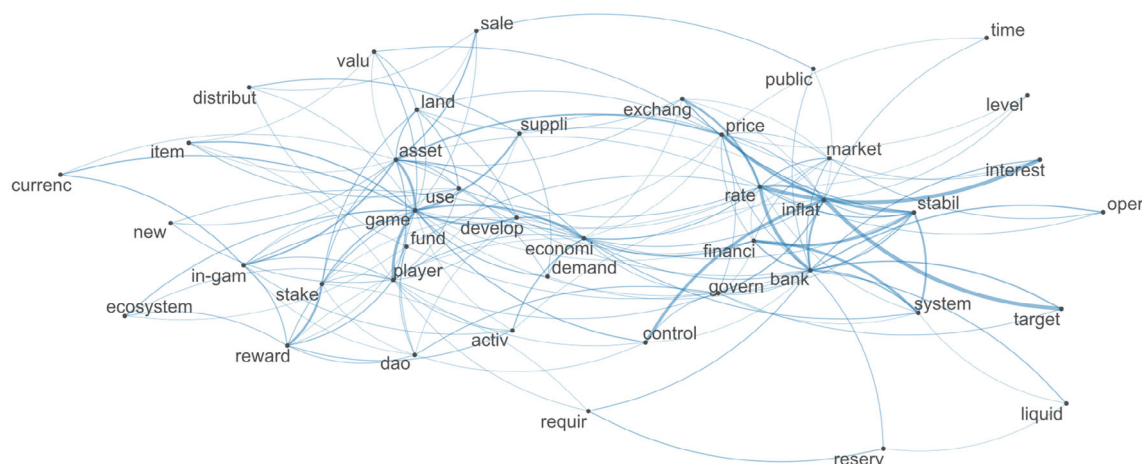 sale
time
valu
public
distribut
land
exchang
level
suppli
price
item
asset
market
currenc
use
rate
interest
game
inflat
stabil
oper
new
fund
develop
economi
financi
in-gam
player
demand
bank
ecosystem
stake
govern
system
target
reward
dao
activ
control
requir
liquid
reserv